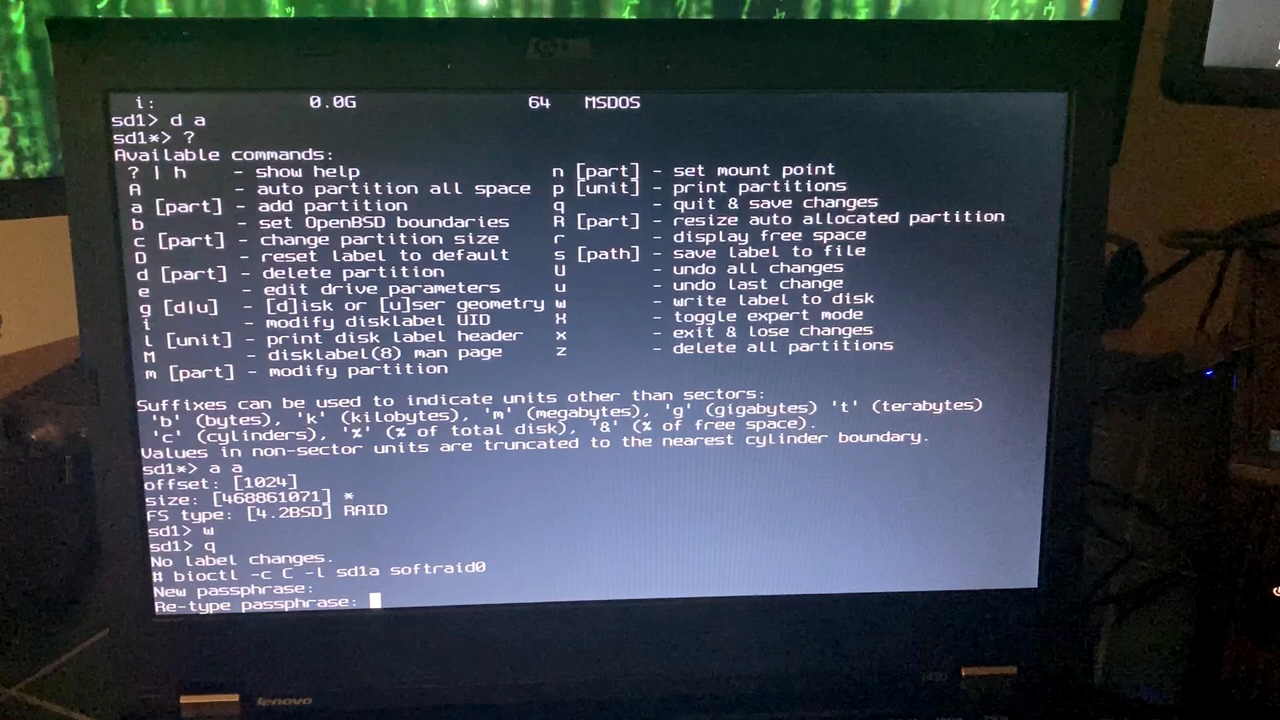 i: 0.0G 64 MSDOS
sd1> d a
sd1*> ?
Available commands:
? | h - show help n [part] - set mount point
A - auto partition all space p [unit] - print partitions
a [part] - add partition q - quit & save changes
b - set OpenBSD boundaries R [part] - resize auto allocated partition
c [part] - change partition size r - display free space
D - reset label to default s [path] - save label to file
d [part] - delete partition U - undo all changes
e - edit drive parameters u - undo last change
g [d|u] - [d]isk or [u]ser geometry w - write label to disk
i - modify disklabel UID X - toggle expert mode
l [unit] - print disk label header x - exit & lose changes
M - disklabel(8) man page z - delete all partitions
m [part] - modify partition
Suffixes can be used to indicate units other than sectors:
'b' (bytes), 'k' (kilobytes), 'm' (megabytes), 'g' (gigabytes) 't' (terabytes)
'c' (cylinders), '%' (% of total disk), '&' (% of free space).
Values in non-sector units are truncated to the nearest cylinder boundary.
sd1*> a a
offset: [1024]
size: [468861071] *
FS type: [4.2BSD] RAID
sd1> w
sd1> q
No label changes.
# bioctl -c C -l sd1a softraid0
New passphrase:
Re-type passphrase:
lenovo